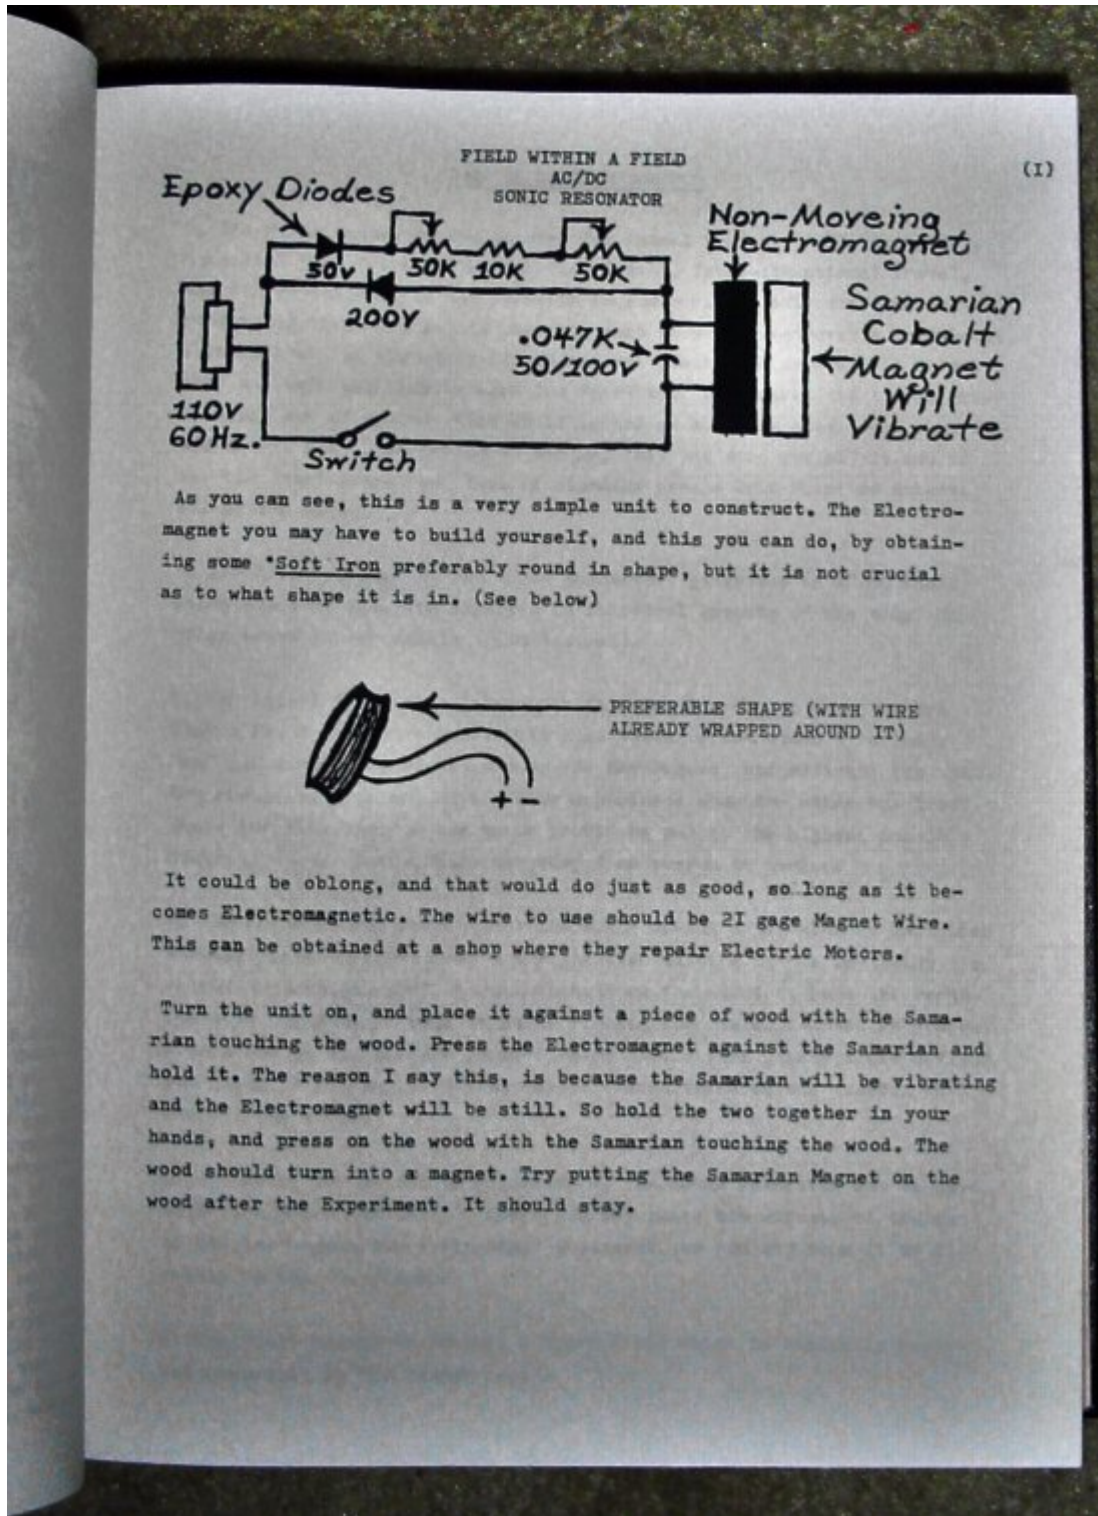 FIELD WITHIN A FIELD
(I)
AC/DC
SONIC RESONATOR
Epoxy Diodes
Non-Moveing
Electromagnet
50v
50K 10K 50K
200V
Samarian
Cobalt
Magnet
Will
Vibrate
.047K
50/100v
110v
60Hz.
Switch
As you can see, this is a very simple unit to construct. The Electro-
magnet you may have to build yourself, and this you can do, by obtain-
ing some *Soft Iron preferably round in shape, but it is not crucial
as to what shape it is in. (See below)
PREFERABLE SHAPE (WITH WIRE
ALREADY WRAPPED AROUND IT)
+ -
It could be oblong, and that would do just as good, so long as it be-
comes Electromagnetic. The wire to use should be 2I gage Magnet Wire.
This can be obtained at a shop where they repair Electric Motors.
Turn the unit on, and place it against a piece of wood with the Sama-
rian touching the wood. Press the Electromagnet against the Samarian and
hold it. The reason I say this, is because the Samarian will be vibrating
and the Electromagnet will be still. So hold the two together in your
hands, and press on the wood with the Samarian touching the wood. The
wood should turn into a magnet. Try putting the Samarian Magnet on the
wood after the Experiment. It should stay.